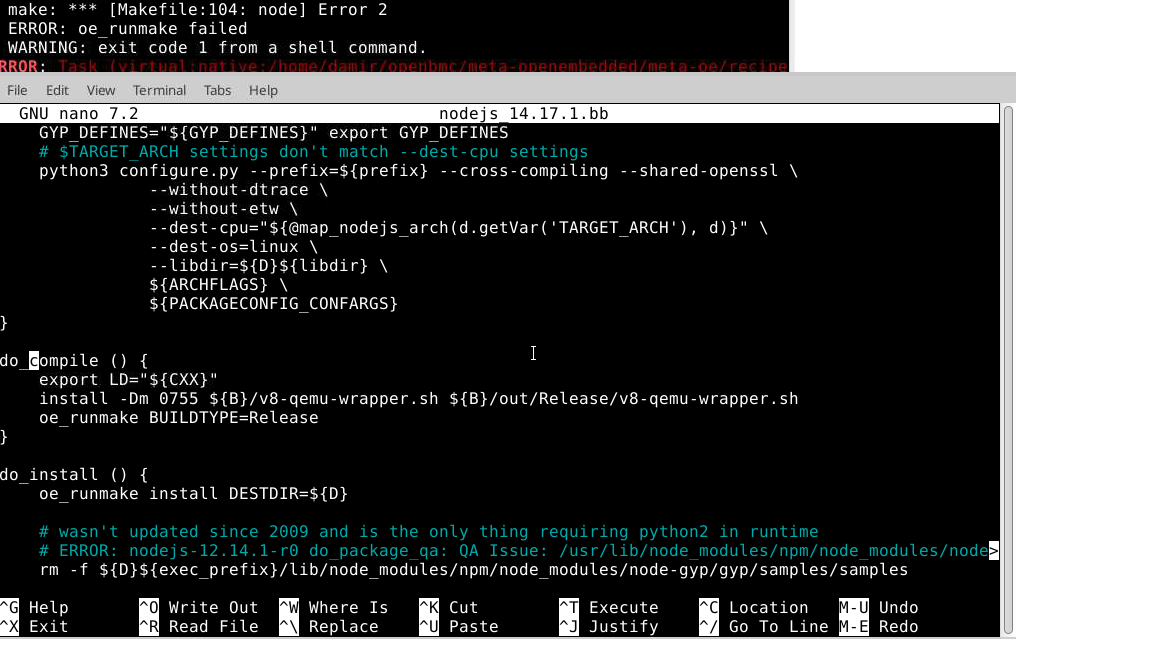 make: *** [Makefile:104: node] Error 2
ERROR: oe_runmake failed
WARNING: exit code 1 from a shell command.
RROR: Task (virtual:native:/home/damir/openbmc/meta-openembedded/meta-oe/recipe
File Edit View Terminal Tabs Help
GNU nano 7.2 nodejs_14.17.1.bb
    GYP_DEFINES="${GYP_DEFINES}" export GYP_DEFINES
    # $TARGET_ARCH settings don't match --dest-cpu settings
    python3 configure.py --prefix=${prefix} --cross-compiling --shared-openssl \
               --without-dtrace \
               --without-etw \
               --dest-cpu="${@map_nodejs_arch(d.getVar('TARGET_ARCH'), d)}" \
               --dest-os=linux \
               --libdir=${D}${libdir} \
               ${ARCHFLAGS} \
               ${PACKAGECONFIG_CONFARGS}
}
do_compile () {
    export LD="${CXX}"
    install -Dm 0755 ${B}/v8-qemu-wrapper.sh ${B}/out/Release/v8-qemu-wrapper.sh
    oe_runmake BUILDTYPE=Release
}
do_install () {
    oe_runmake install DESTDIR=${D}
    # wasn't updated since 2009 and is the only thing requiring python2 in runtime
    # ERROR: nodejs-12.14.1-r0 do_package_qa: QA Issue: /usr/lib/node_modules/npm/node_modules/node>
    rm -f ${D}${exec_prefix}/lib/node_modules/npm/node_modules/node-gyp/gyp/samples/samples
^G Help ^O Write Out ^W Where Is ^K Cut ^T Execute ^C Location M-U Undo
^X Exit ^R Read File ^\ Replace ^U Paste ^J Justify ^/ Go To Line M-E Redo